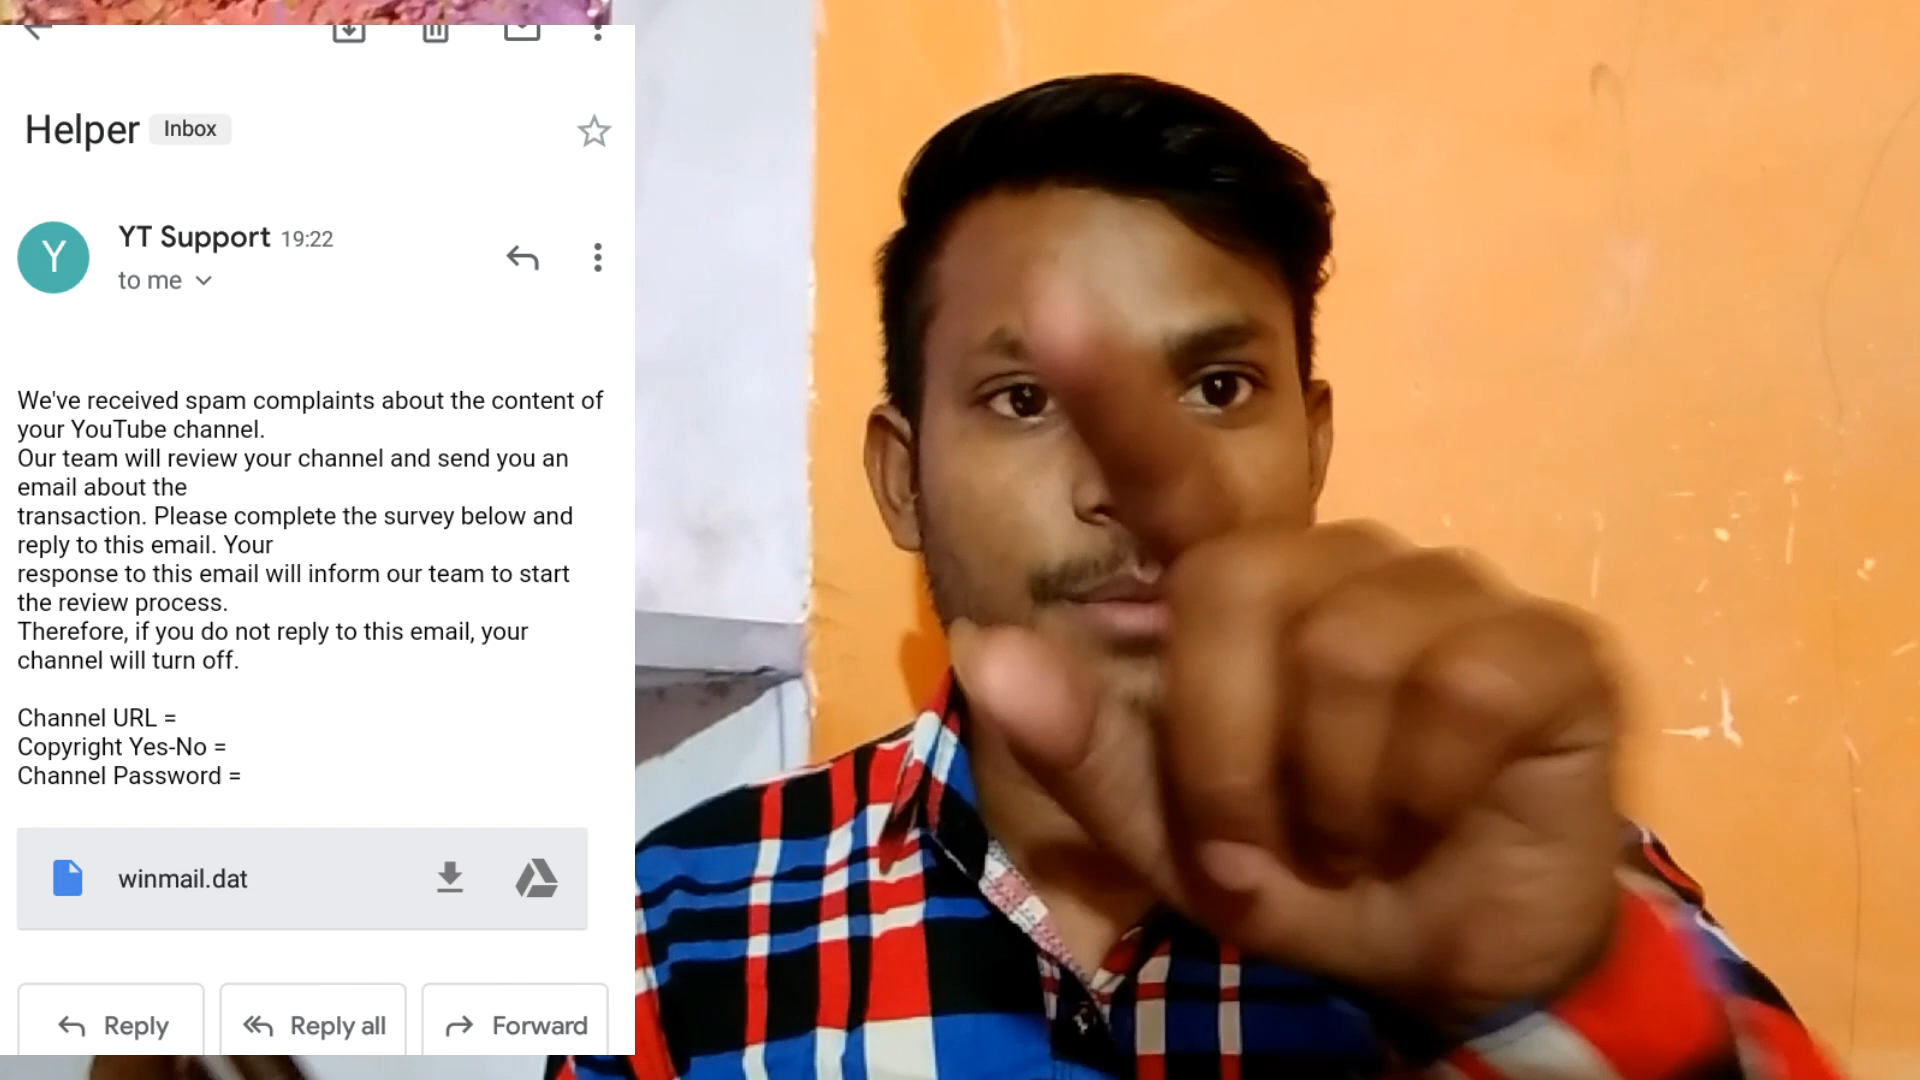 Helper Inbox
Y
YT Support 19:22
to me
We've received spam complaints about the content of
your YouTube channel.
Our team will review your channel and send you an
email about the
transaction. Please complete the survey below and
reply to this email. Your
response to this email will inform our team to start
the review process.
Therefore, if you do not reply to this email, your
channel will turn off.
Channel URL =
Copyright Yes-No =
Channel Password =
winmail.dat
Reply Reply all Forward